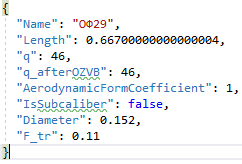 {
"Name": "ОФ29",
"Length": 0.66700000000000004,
"q": 46,
"q_afterOZVB": 46,
"AerodynamicFormCoefficient": 1,
"IsSubcaliber": false,
"Diameter": 0.152,
"F_tr": 0.11
}